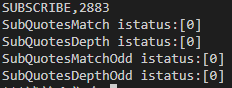 SUBSCRIBE,2883
SubQuotesMatch istatus:[0]
SubQuotesDepth istatus:[0]
SubQuotesMatchOdd istatus:[0]
SubQuotesDepthOdd istatus:[0]